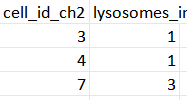 cell_id_ch2 lysosomes_in
3 1
4 1
7 3